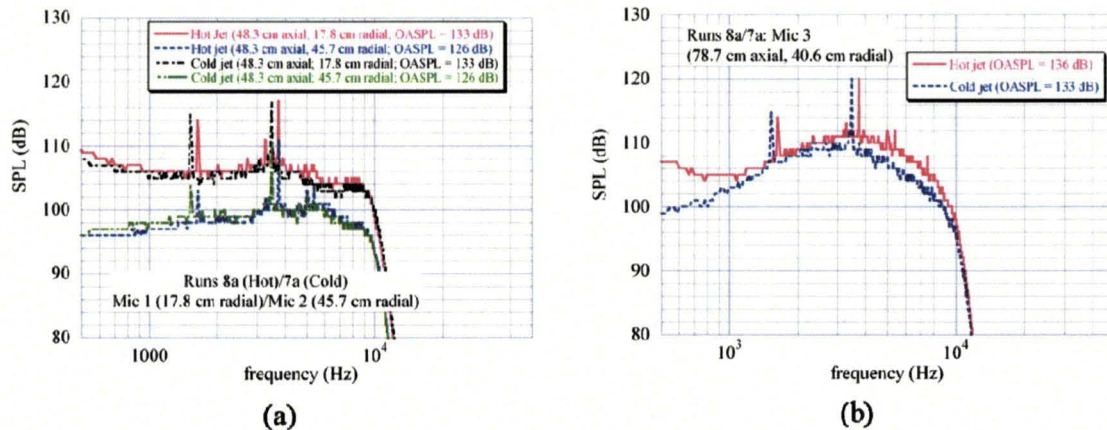 Hot Jet (48.3 cm axial, 17.8 cm radial; OASPL = 133 dB)
Hot jet (48.3 cm axial, 45.7 cm radial; OASPL = 126 dB)
Cold jet (48.3 cm axial; 17.8 cm radial; OASPL = 133 dB)
Cold jet (48.3 cm axial; 45.7 cm radial; OASPL = 126 dB)
130
120
110
100
90
80
SPL (dB)
Runs 8a (Hot)/7a (Cold)
Mic 1 (17.8 cm radial)/Mic 2 (45.7 cm radial)
1000
10⁴
frequency (Hz)
(a)
Runs 8a/7a: Mic 3
(78.7 cm axial, 40.6 cm radial)
Hot jet (OASPL = 136 dB)
Cold jet (OASPL = 133 dB)
130
120
110
100
90
80
SPL (dB)
10³
10⁴
frequency (Hz)
(b)